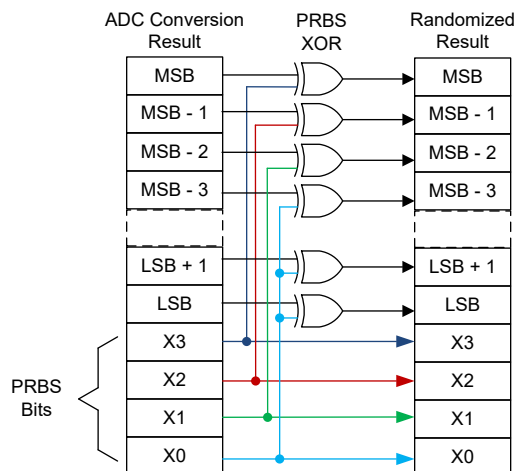 ADC Conversion
Result
PRBS
XOR
Randomized
Result
MSB
MSB
MSB - 1
MSB - 1
MSB - 2
MSB - 2
MSB - 3
MSB - 3
LSB + 1
LSB + 1
LSB
LSB
X3
X3
PRBS
Bits
X2
X2
X1
X1
X0
X0